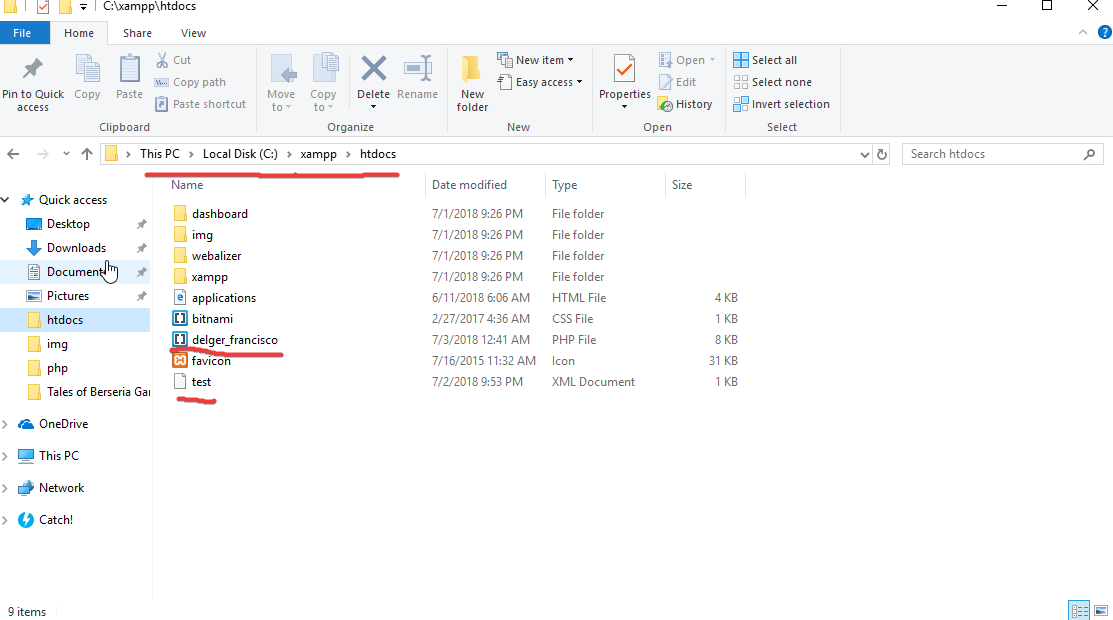 C:\xampp\htdocs
File Home Share View
Pin to Quick access
Copy
Paste
Cut
Copy path
Paste shortcut
Clipboard
Move to
Copy to
Delete
Rename
Organize
New folder
New item
Easy access
New
Properties
Open
Edit
History
Open
Select all
Select none
Invert selection
Select
This PC Local Disk (C:) xampp htdocs
Search htdocs
Quick access
Desktop
Downloads
Document
Pictures
htdocs
img
php
Tales of Berseria Gar
OneDrive
This PC
Network
Catch!
Name Date modified Type Size
dashboard 7/1/2018 9:26 PM File folder
img 7/1/2018 9:26 PM File folder
webalizer 7/1/2018 9:26 PM File folder
xampp 7/1/2018 9:26 PM File folder
applications 6/11/2018 6:06 AM HTML File 4 KB
bitnami 2/27/2017 4:36 AM CSS File 1 KB
delger_francisco 7/3/2018 12:41 AM PHP File 8 KB
favicon 7/16/2015 11:32 AM Icon 31 KB
test 7/2/2018 9:53 PM XML Document 1 KB
9 items